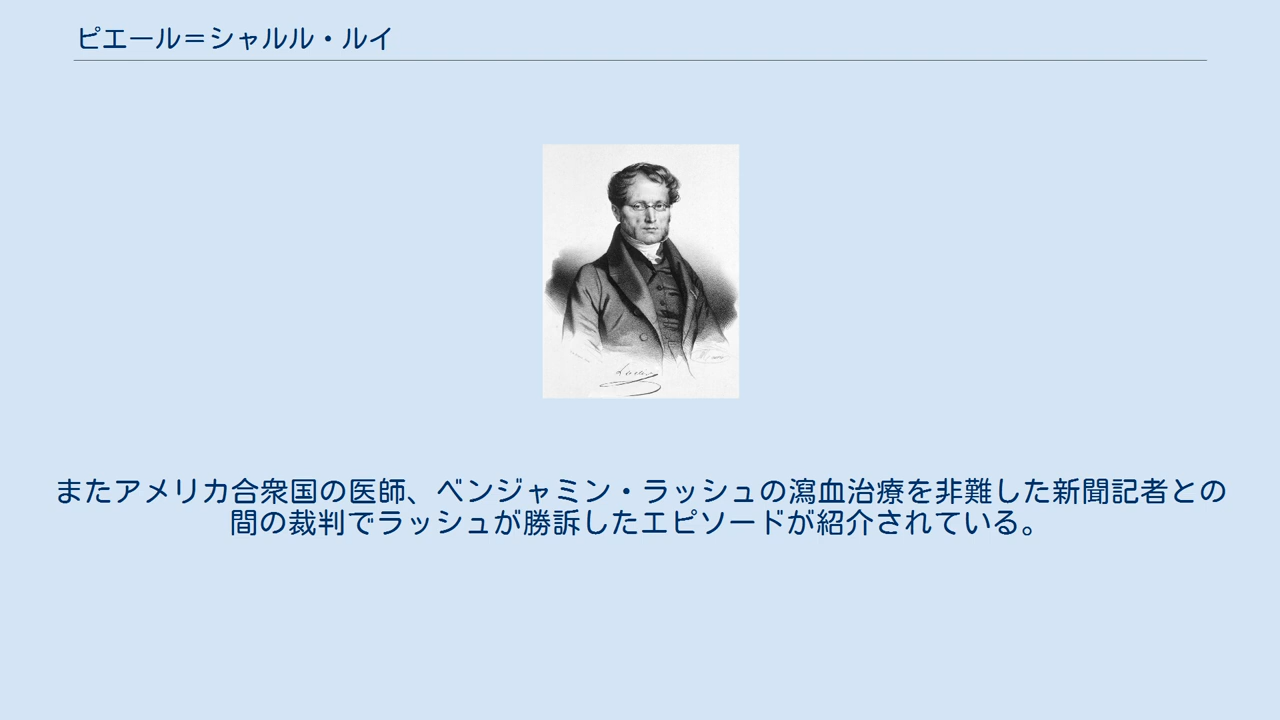 ピエール＝シャルル・ルイ
またアメリカ合衆国の医師、ベンジャミン・ラッシュの瀉血治療を非難した新聞記者との
間の裁判でラッシュが勝訴したエピソードが紹介されている。